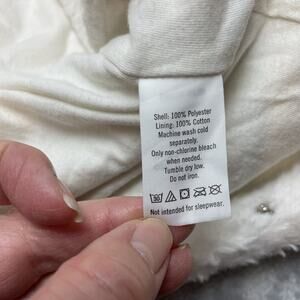 Shell: 100% Polyester
Lining: 100% Cotton
Machine wash cold
separately.
Only non-chlorine bleach
when needed.
Tumble dry low.
Do not iron.
Not intended for sleepwear.